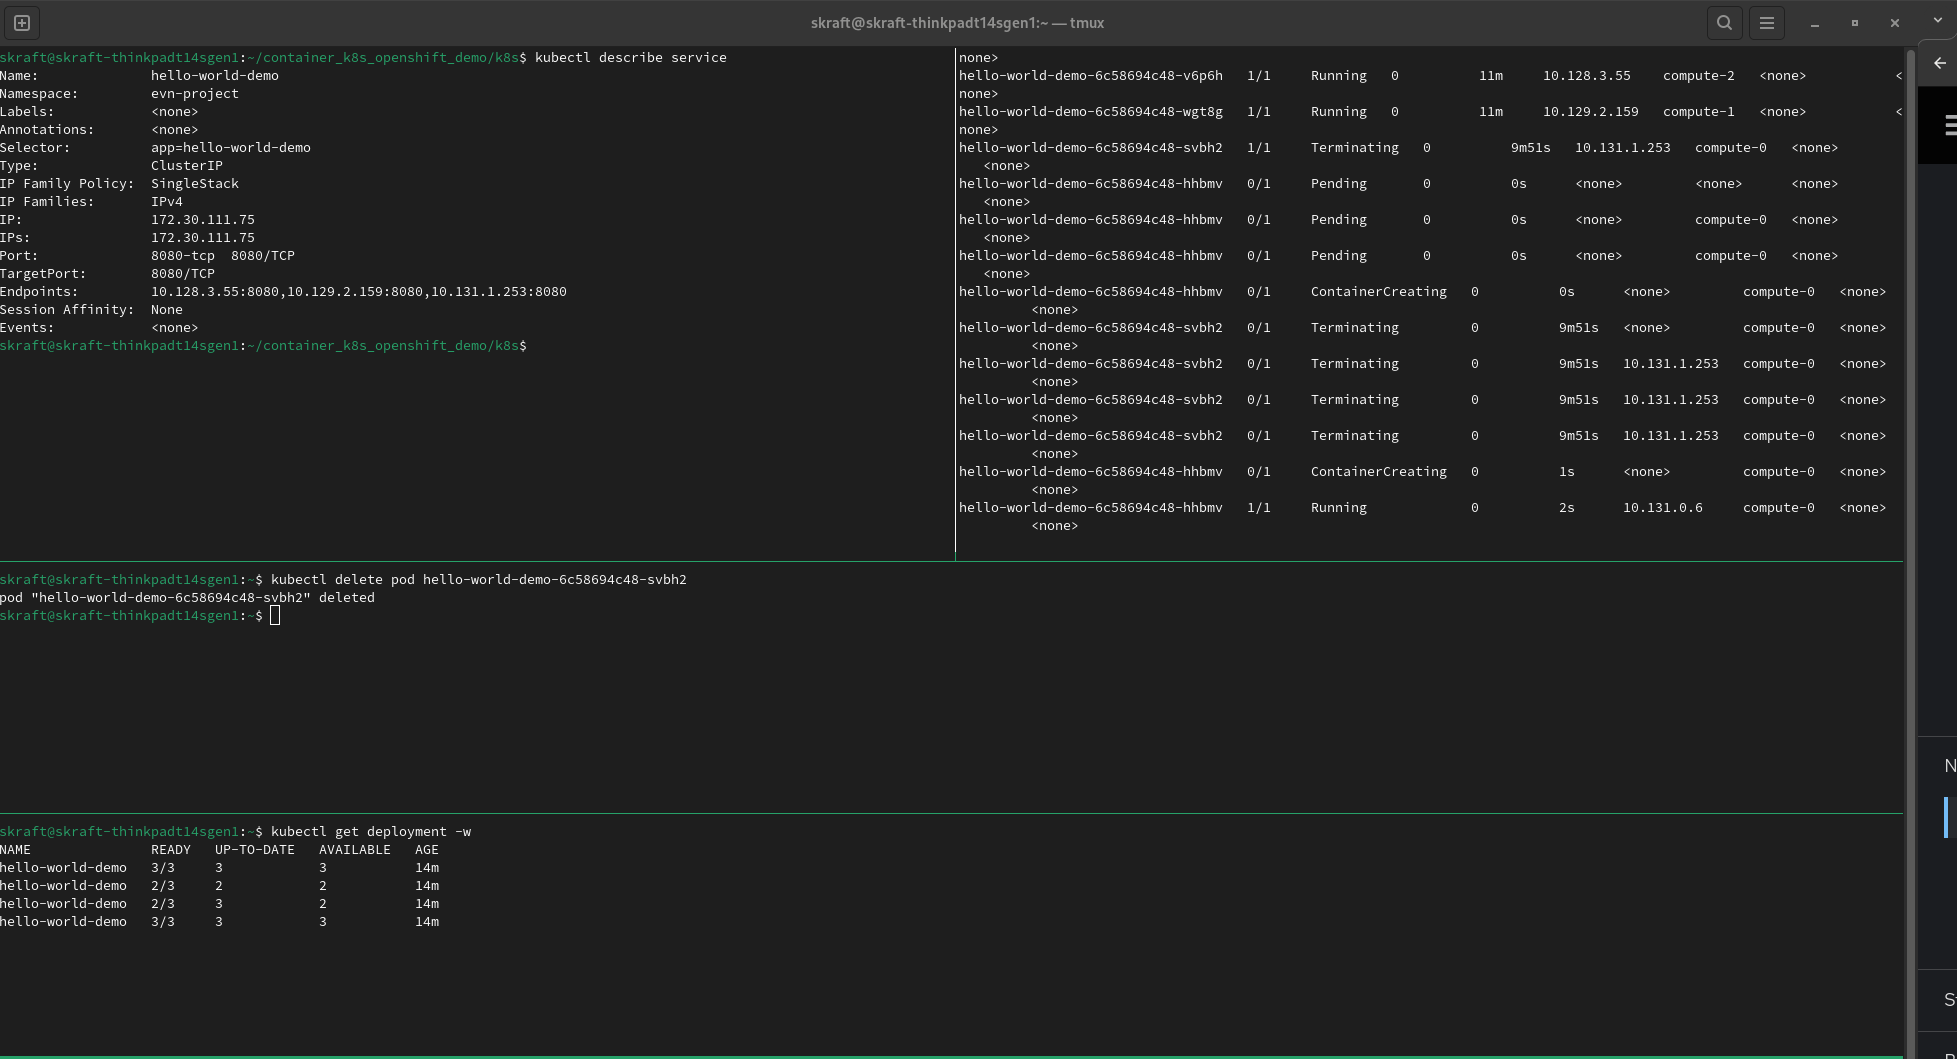 skraft@skraft-thinkpadt14sgen1:~ — tmux
skraft@skraft-thinkpadt14sgen1:~/container_k8s_openshift_demo/k8s$ kubectl describe service
Name: hello-world-demo
Namespace: evn-project
Labels: <none>
Annotations: <none>
Selector: app=hello-world-demo
Type: ClusterIP
IP Family Policy: SingleStack
IP Families: IPv4
IP: 172.30.111.75
IPs: 172.30.111.75
Port: 8080-tcp 8080/TCP
TargetPort: 8080/TCP
Endpoints: 10.128.3.55:8080,10.129.2.159:8080,10.131.1.253:8080
Session Affinity: None
Events: <none>
skraft@skraft-thinkpadt14sgen1:~/container_k8s_openshift_demo/k8s$
none>
hello-world-demo-6c58694c48-v6p6h 1/1 Running 0 11m 10.128.3.55 compute-2 <none> <
none>
hello-world-demo-6c58694c48-wgt8g 1/1 Running 0 11m 10.129.2.159 compute-1 <none> <
none>
hello-world-demo-6c58694c48-svbh2 1/1 Terminating 0 9m51s 10.131.1.253 compute-0 <none>
<none>
hello-world-demo-6c58694c48-hhbmv 0/1 Pending 0 0s <none> <none> <none>
<none>
hello-world-demo-6c58694c48-hhbmv 0/1 Pending 0 0s <none> compute-0 <none>
<none>
hello-world-demo-6c58694c48-hhbmv 0/1 Pending 0 0s <none> compute-0 <none>
<none>
hello-world-demo-6c58694c48-hhbmv 0/1 ContainerCreating 0 0s <none> compute-0 <none>
<none>
hello-world-demo-6c58694c48-svbh2 0/1 Terminating 0 9m51s <none> compute-0 <none>
<none>
hello-world-demo-6c58694c48-svbh2 0/1 Terminating 0 9m51s 10.131.1.253 compute-0 <none>
<none>
hello-world-demo-6c58694c48-svbh2 0/1 Terminating 0 9m51s 10.131.1.253 compute-0 <none>
<none>
hello-world-demo-6c58694c48-svbh2 0/1 Terminating 0 9m51s 10.131.1.253 compute-0 <none>
<none>
hello-world-demo-6c58694c48-hhbmv 0/1 ContainerCreating 0 1s <none> compute-0 <none>
<none>
hello-world-demo-6c58694c48-hhbmv 1/1 Running 0 2s 10.131.0.6 compute-0 <none>
<none>
skraft@skraft-thinkpadt14sgen1:~$ kubectl delete pod hello-world-demo-6c58694c48-svbh2
pod "hello-world-demo-6c58694c48-svbh2" deleted
skraft@skraft-thinkpadt14sgen1:~$
skraft@skraft-thinkpadt14sgen1:~$ kubectl get deployment -w
NAME READY UP-TO-DATE AVAILABLE AGE
hello-world-demo 3/3 3 3 14m
hello-world-demo 2/3 2 2 14m
hello-world-demo 2/3 3 2 14m
hello-world-demo 3/3 3 3 14m